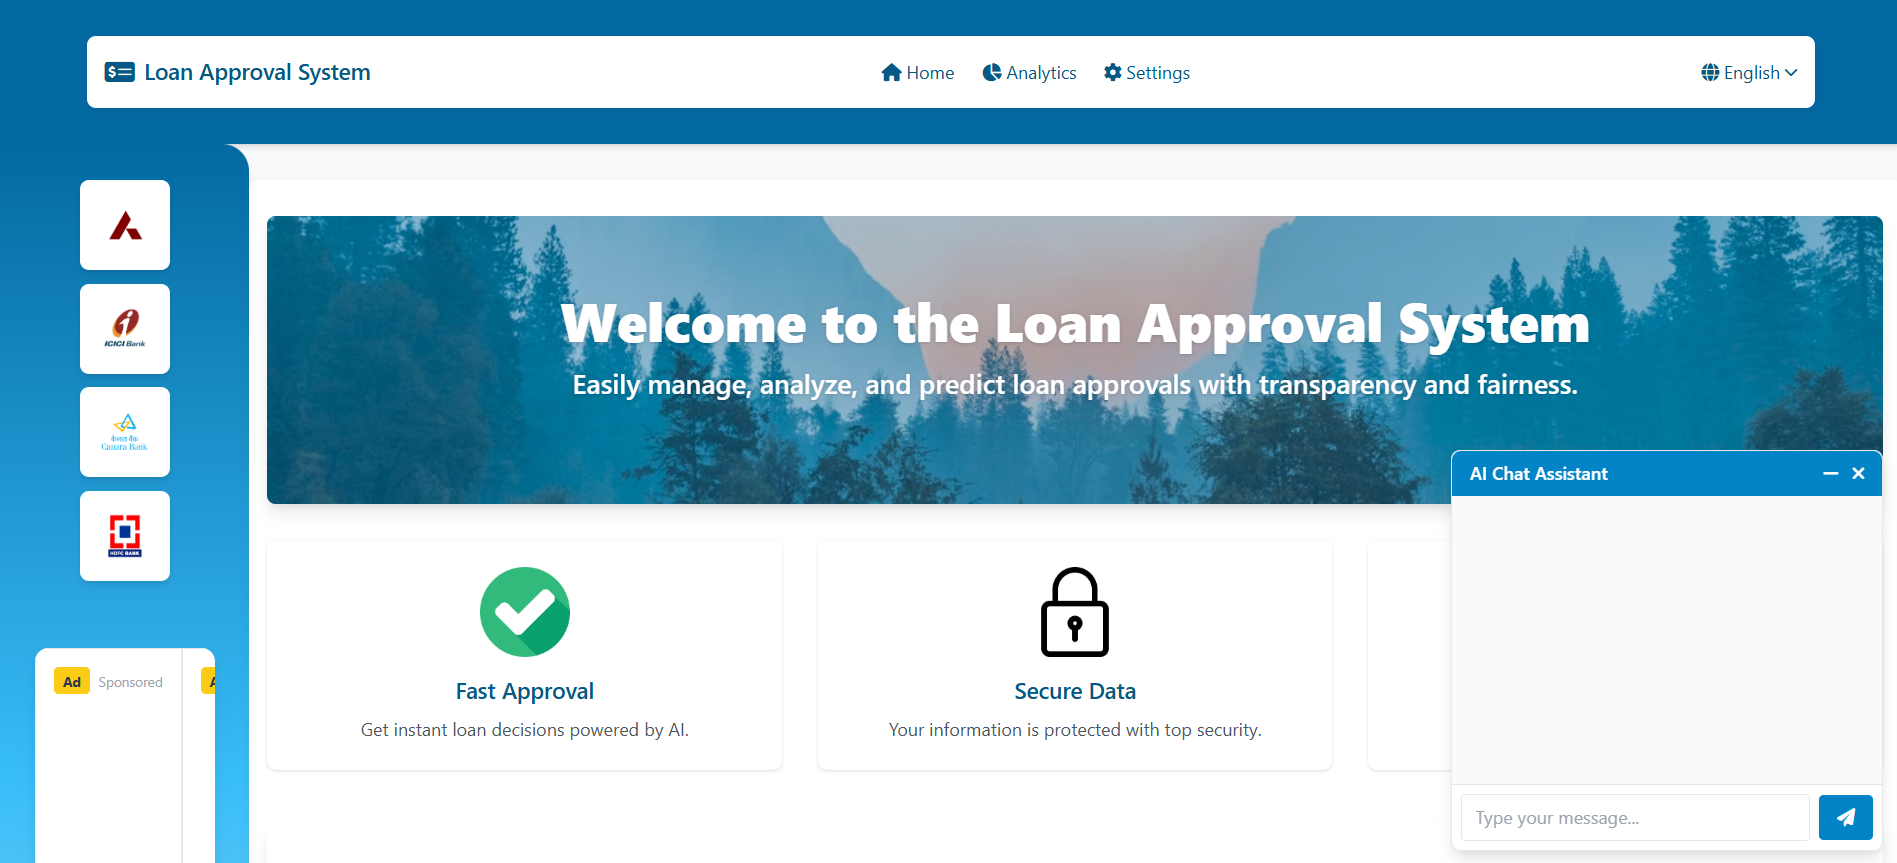 Loan Approval System
Home
Analytics
Settings
English
ICICI Bank
केनरा बैंक
Canara Bank
HDFC BANK
Welcome to the Loan Approval System
Easily manage, analyze, and predict loan approvals with transparency and fairness.
AI Chat Assistant
Fast Approval
Get instant loan decisions powered by AI.
Secure Data
Your information is protected with top security.
Ad Sponsored
Type your message...